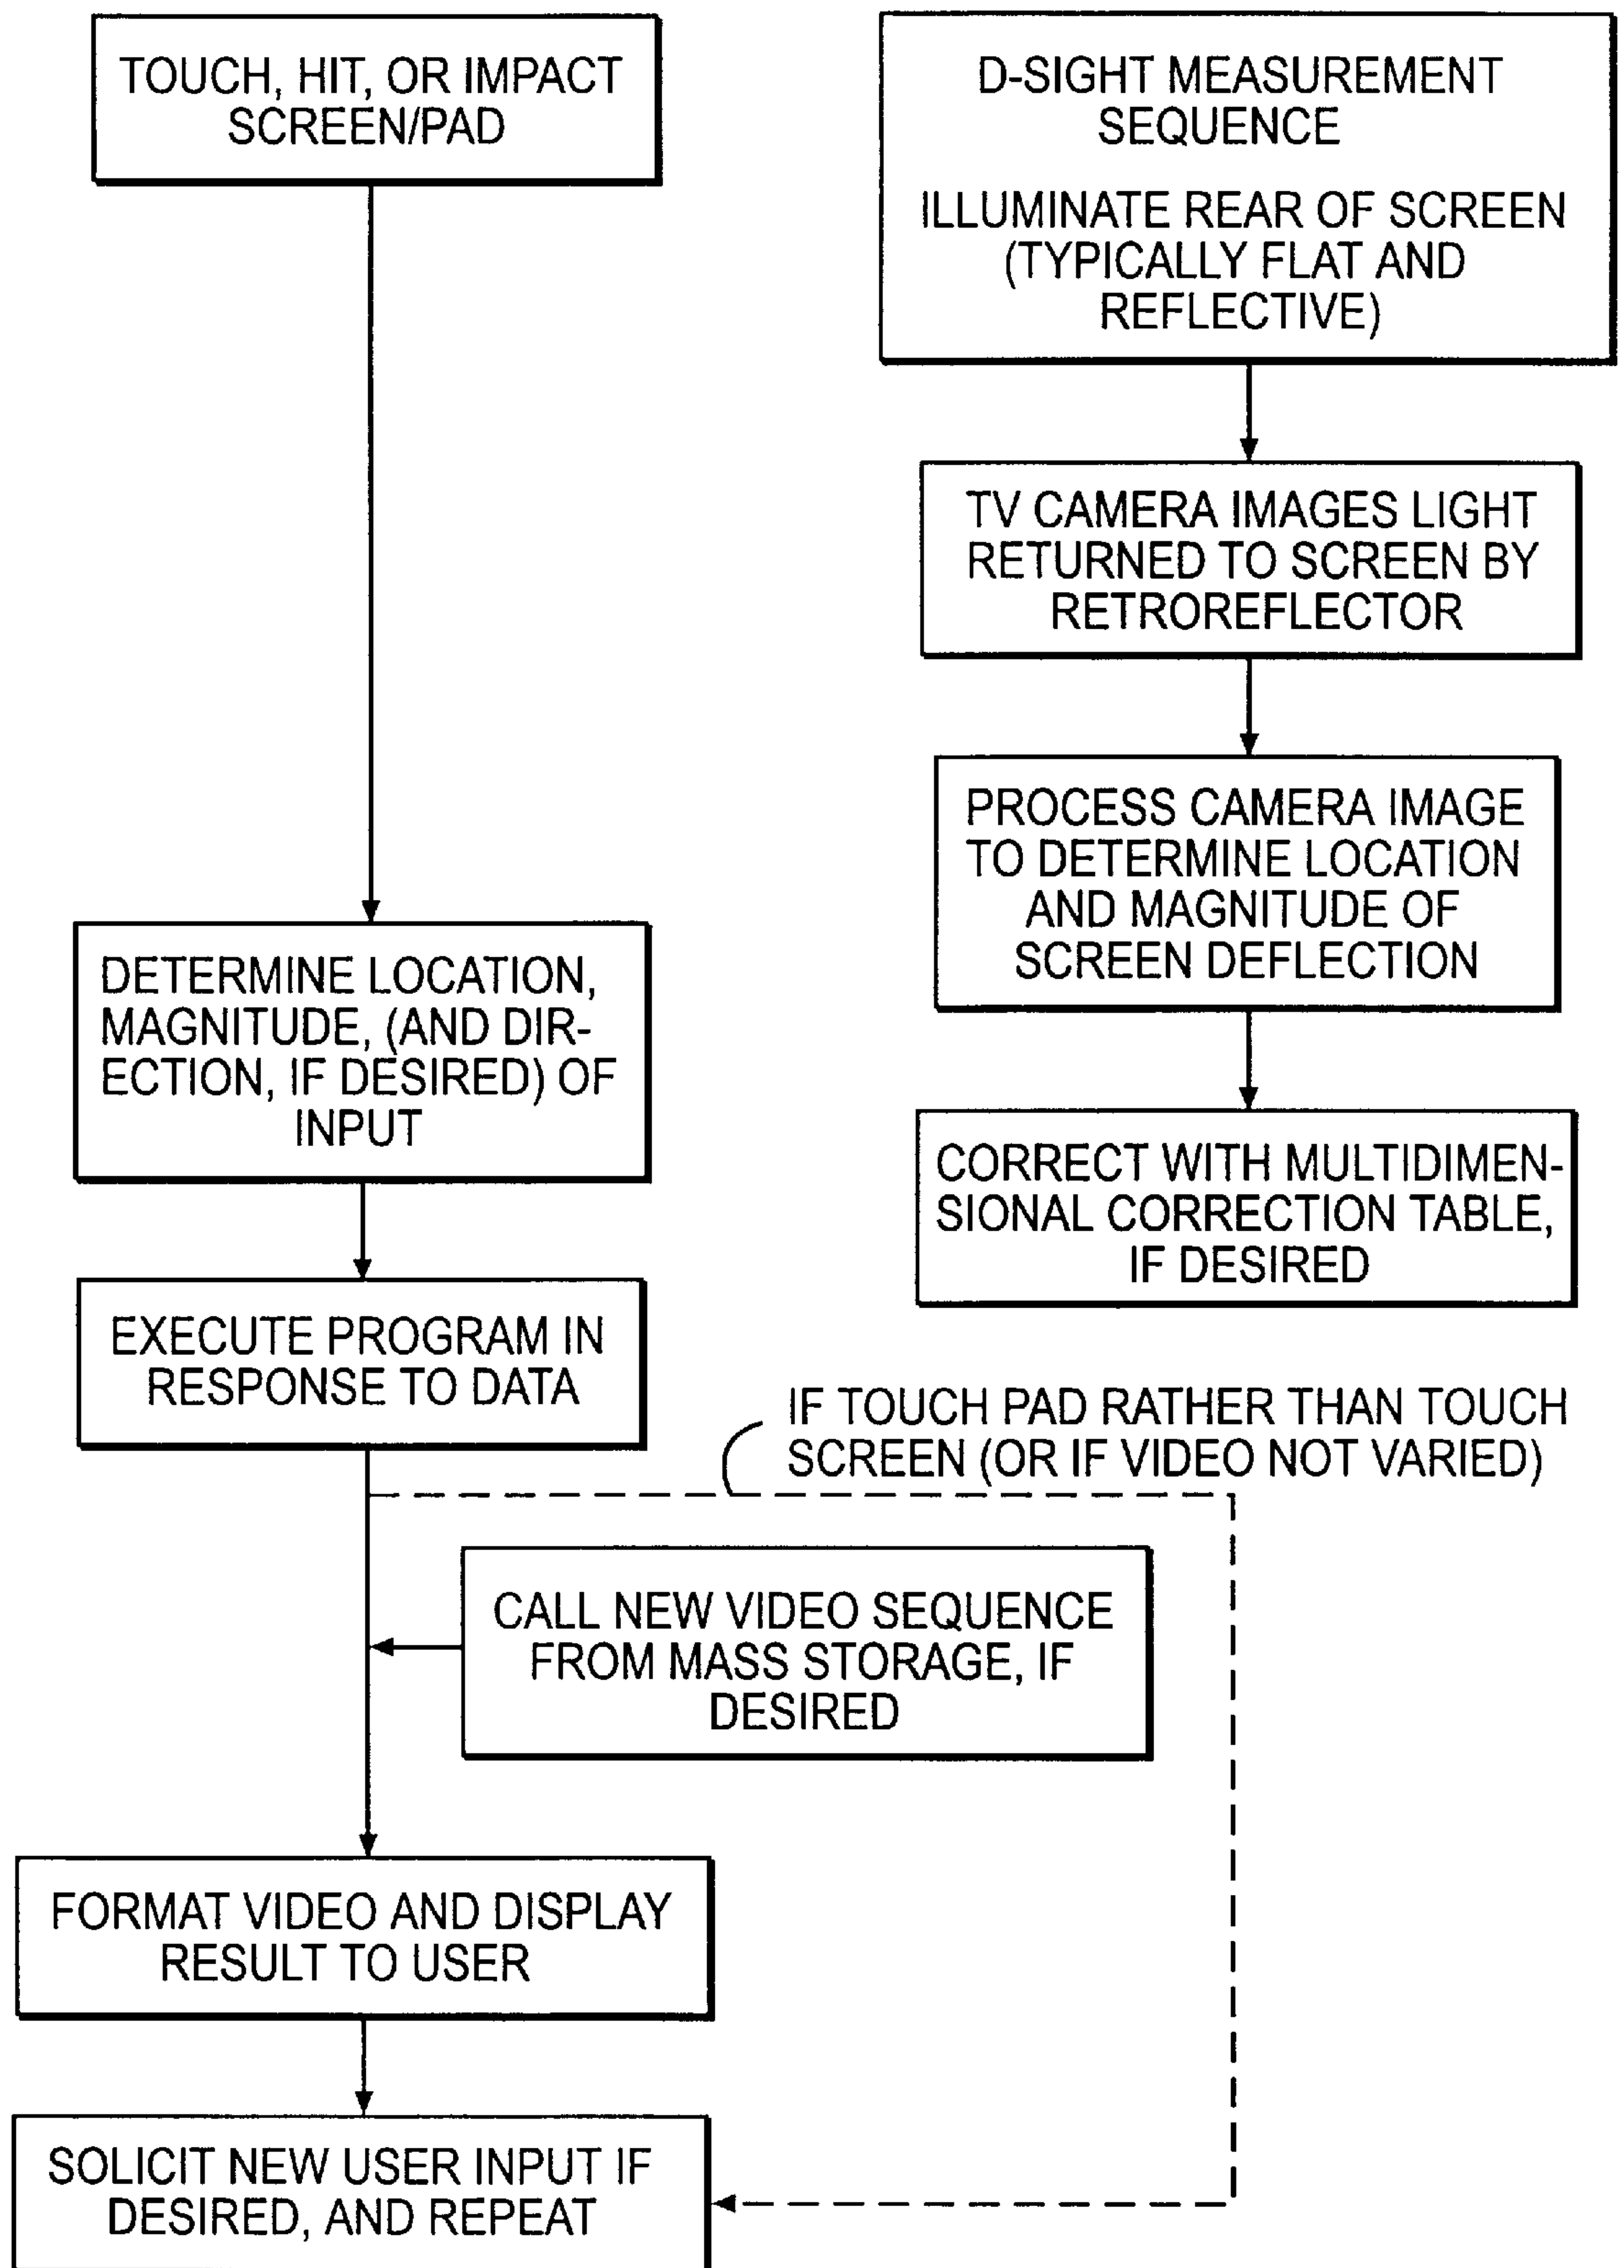 TOUCH, HIT, OR IMPACT
SCREEN/PAD
DETERMINE LOCATION,
MAGNITUDE, (AND DIR-
ECTION, IF DESIRED) OF
INPUT
EXECUTE PROGRAM IN
RESPONSE TO DATA
IF TOUCH PAD RATHER THAN TOUCH
SCREEN (OR IF VIDEO NOT VARIED)
CALL NEW VIDEO SEQUENCE
FROM MASS STORAGE, IF
DESIRED
FORMAT VIDEO AND DISPLAY
RESULT TO USER
SOLICIT NEW USER INPUT IF
DESIRED, AND REPEAT
D-SIGHT MEASUREMENT
SEQUENCE
ILLUMINATE REAR OF SCREEN
(TYPICALLY FLAT AND
REFLECTIVE)
TV CAMERA IMAGES LIGHT
RETURNED TO SCREEN BY
RETROREFLECTOR
PROCESS CAMERA IMAGE
TO DETERMINE LOCATION
AND MAGNITUDE OF
SCREEN DEFLECTION
CORRECT WITH MULTIDIMEN-
SIONAL CORRECTION TABLE,
IF DESIRED